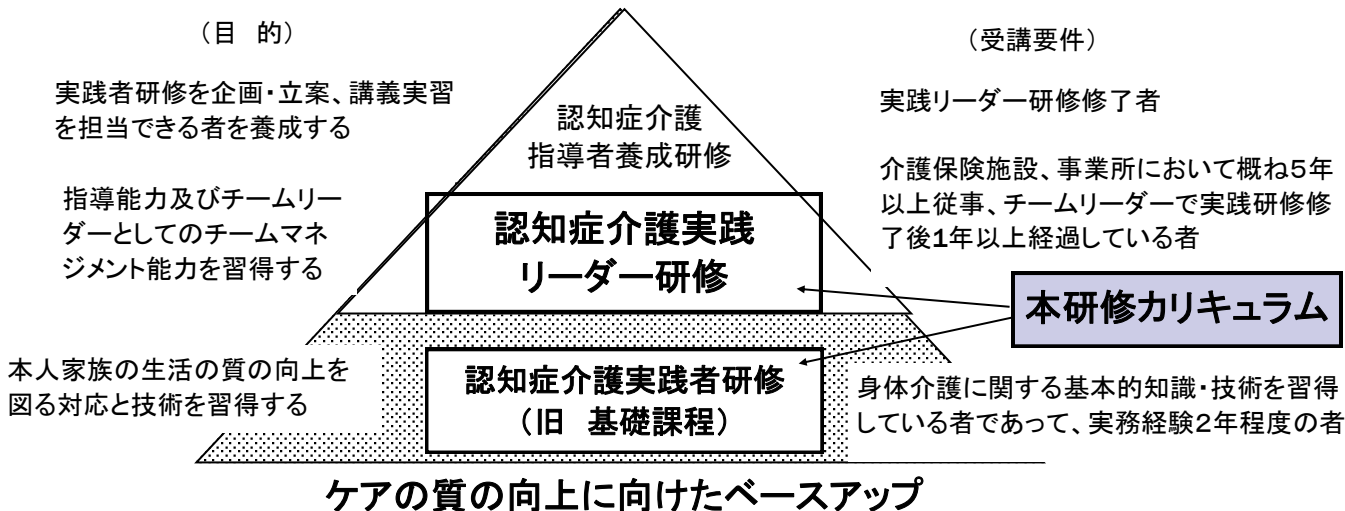 （目　的）
実践者研修を企画・立案、講義実習
を担当できる者を養成する
指導能力及びチームリー
ダーとしてのチームマネ
ジメント能力を習得する
本人家族の生活の質の向上を
図る対応と技術を習得する
認知症介護
指導者養成研修
認知症介護実践
リーダー研修
認知症介護実践者研修
（旧　基礎課程）
（受講要件）
実践リーダー研修修了者
介護保険施設、事業所において概ね５年
以上従事、チームリーダーで実践研修修
了後1年以上経過している者
本研修カリキュラム
身体介護に関する基本的知識・技術を習得
している者であって、実務経験２年程度の者
ケアの質の向上に向けたベースアップ